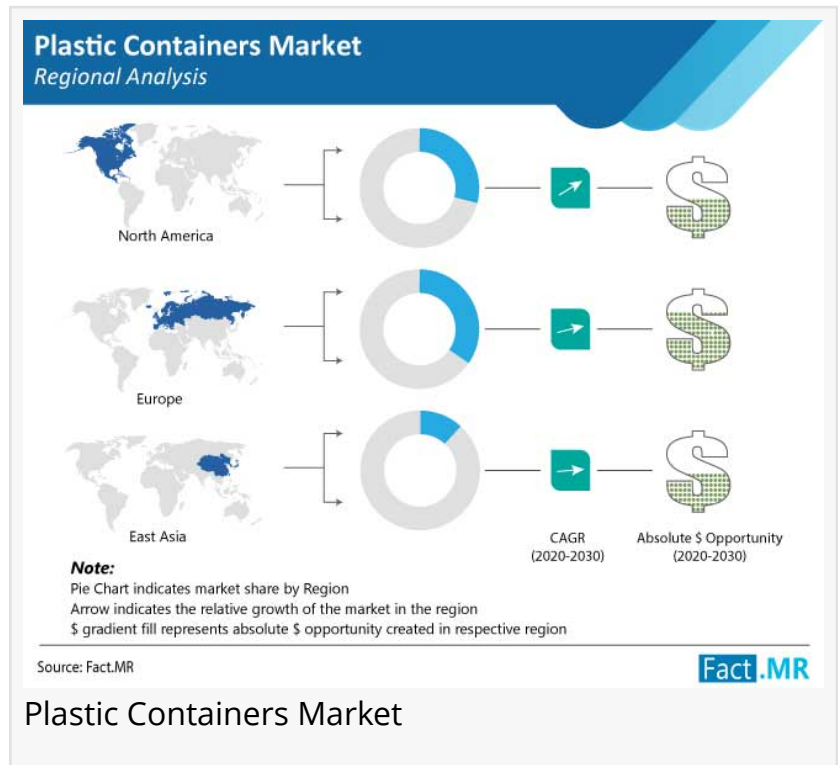 Plastic Containers Market
Regional Analysis
North America
Europe
East Asia
CAGR
(2020-2030)
Absolute $ Opportunity
(2020-2030)
Note:
Pie Chart indicates market share by Region
Arrow indicates the relative growth of the market in the region
$ gradient fill represents absolute $ opportunity created in respective region
Source: Fact.MR
Fact.MR
Plastic Containers Market